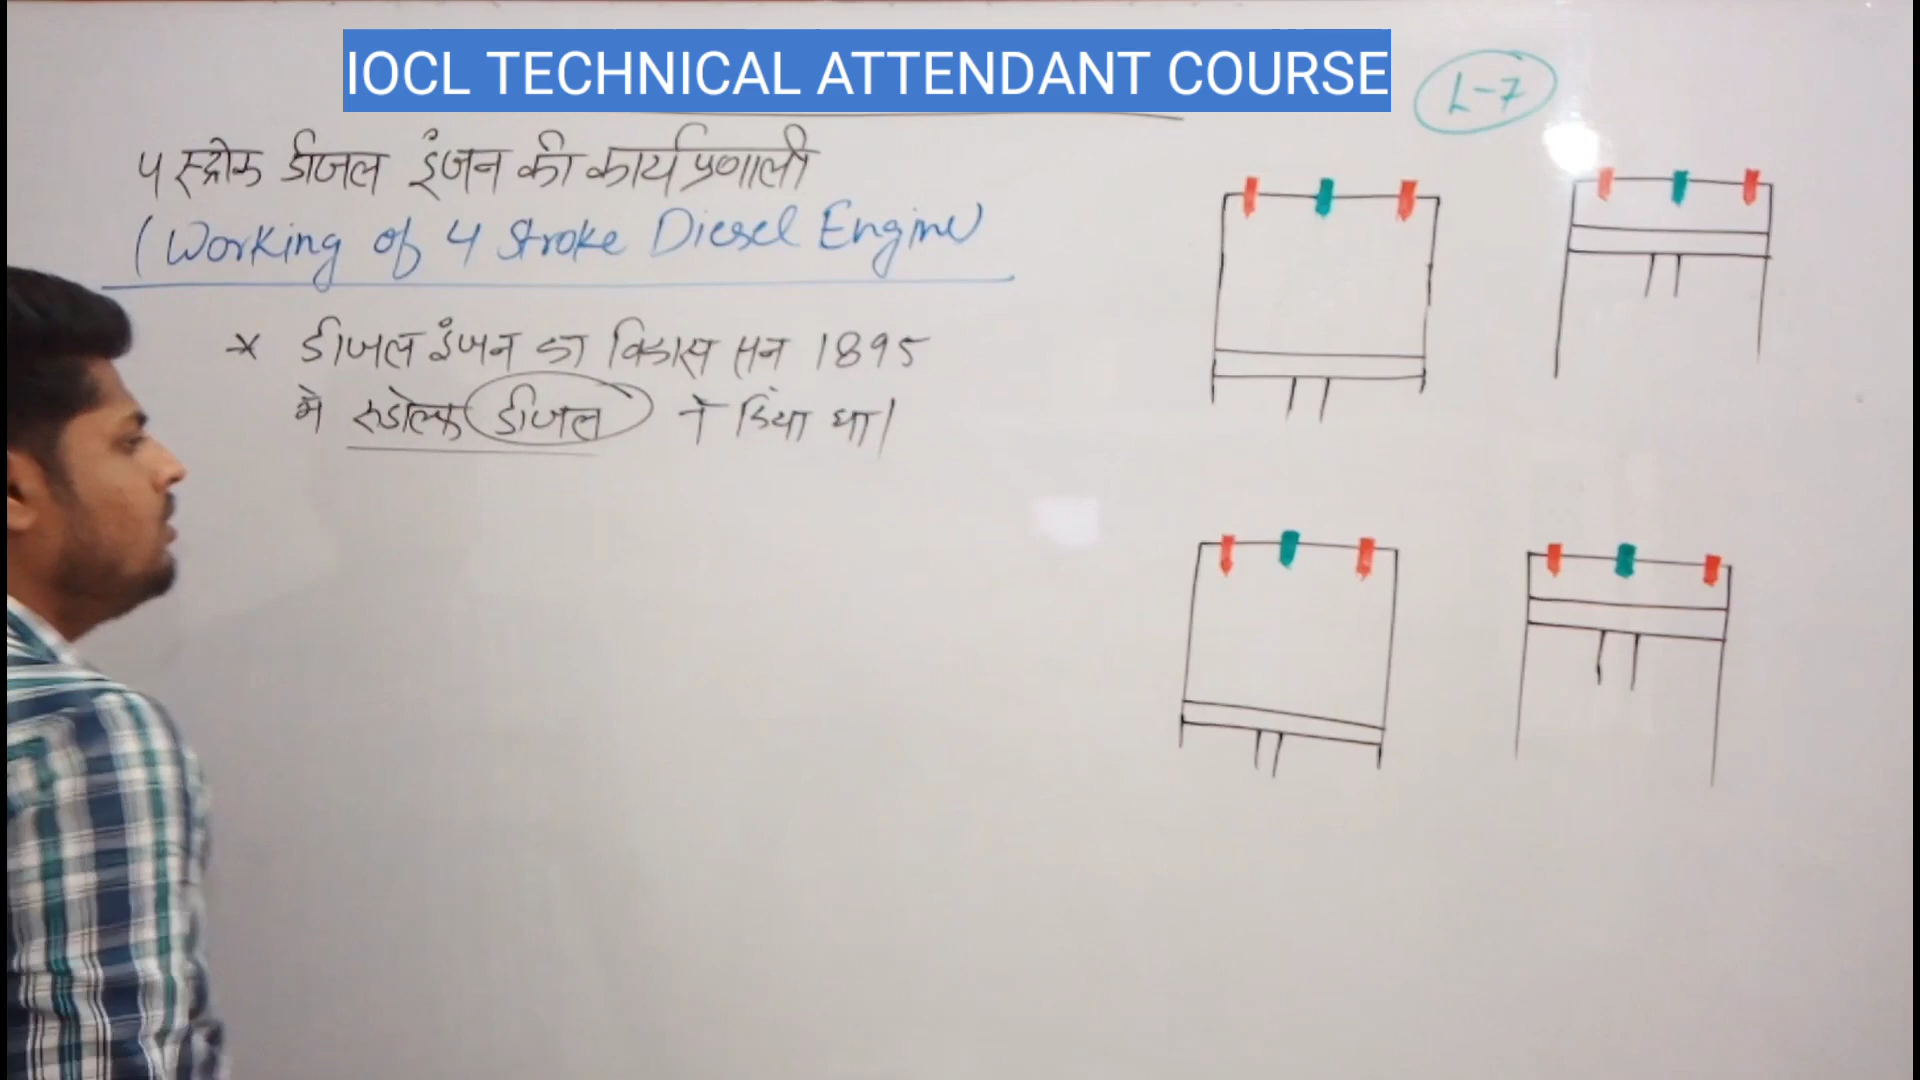 IOCL TECHNICAL ATTENDANT COURSE
L-7
4 स्ट्रोक डीजल इंजन की कार्य प्रणाली
(Working of 4 Stroke Diesel Engine)
* डीजल इंजन का विकास सन 1895
मे रुडोल्फ डीजल ने किया था।